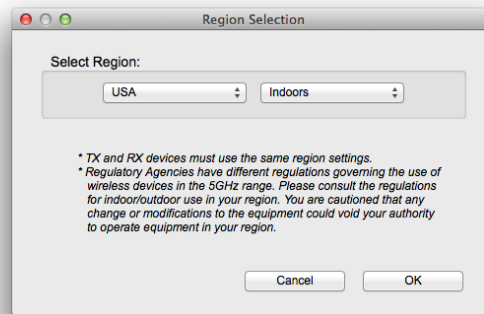 Region Selection
Select Region:
USA Indoors
* TX and RX devices must use the same region settings.
* Regulatory Agencies have different regulations governing the use of
wireless devices in the 5GHz range. Please consult the regulations
for indoor/outdoor use in your region. You are cautioned that any
change or modifications to the equipment could void your authority
to operate equipment in your region.
Cancel OK